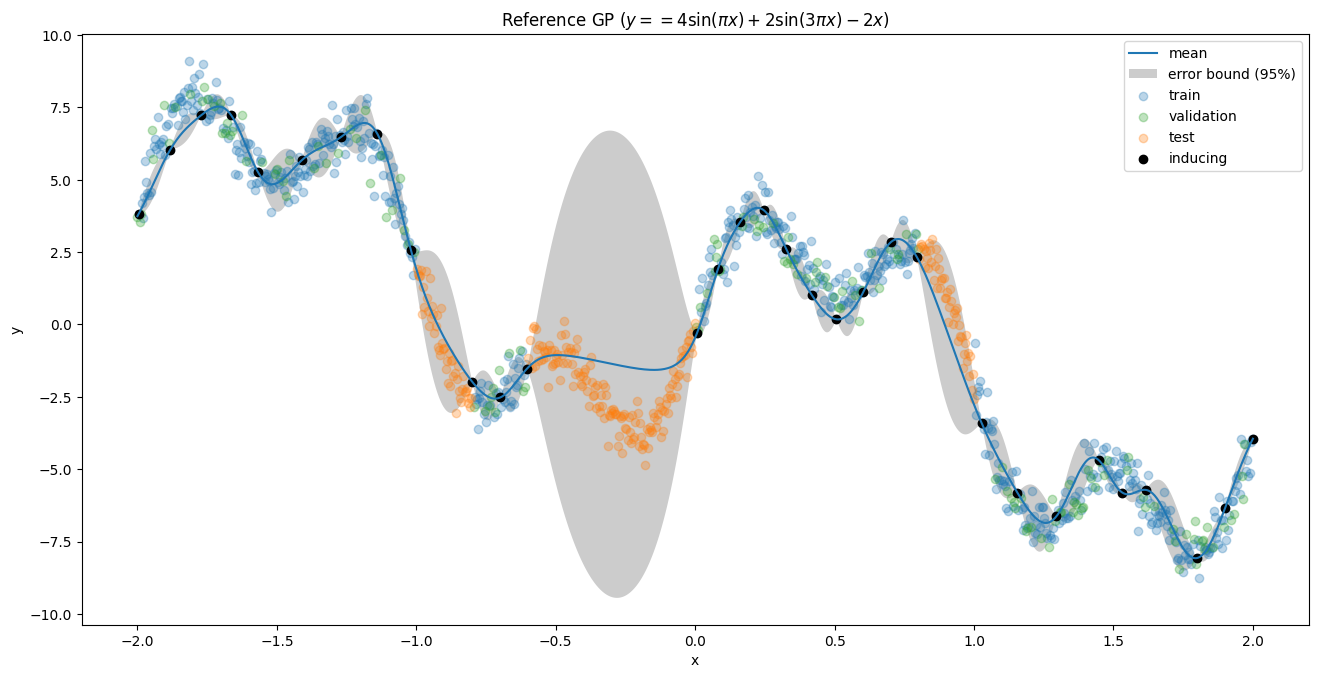 Reference GP (y = = 4sin(πx) + 2sin(3πx) − 2x)
mean
error bound (95%)
train
validation
test
inducing
10.0
7.5
5.0
2.5
0.0
−2.5
−5.0
−7.5
−10.0
y
−2.0 −1.5 −1.0 −0.5 0.0 0.5 1.0 1.5 2.0
x